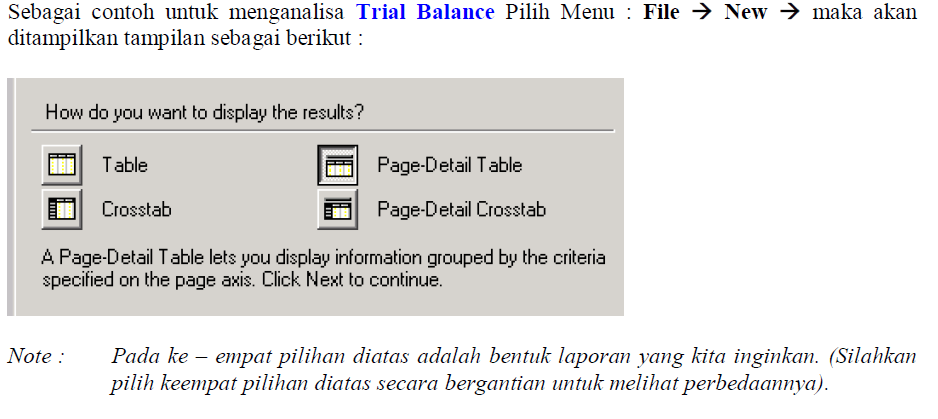 Sebagai contoh untuk menganalisa Trial Balance Pilih Menu : File → New → maka akan
ditampilkan tampilan sebagai berikut :
How do you want to display the results?
Table
Page-Detail Table
Crosstab
Page-Detail Crosstab
A Page-Detail Table lets you display information grouped by the criteria
specified on the page axis. Click Next to continue.
Note : Pada ke – empat pilihan diatas adalah bentuk laporan yang kita inginkan. (Silahkan
pilih keempat pilihan diatas secara bergantian untuk melihat perbedaannya).